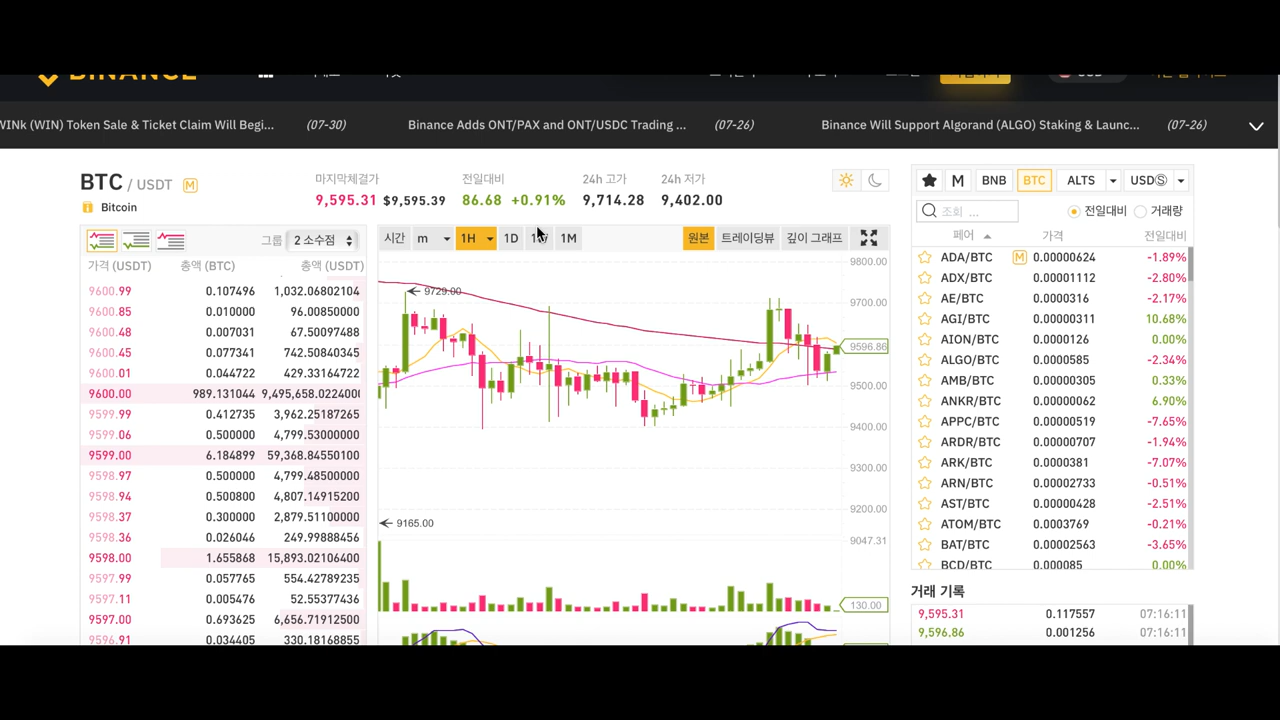 BINANCE
WINk (WIN) Token Sale & Ticket Claim Will Begi... (07-30) Binance Adds ONT/PAX and ONT/USDC Trading ... (07-26) Binance Will Support Algorand (ALGO) Staking & Launc... (07-26)
BTC / USDT M
Bitcoin
마지막체결가 전일대비 24h 고가 24h 저가
9,595.31 $9,595.39 86.68 +0.91% 9,714.28 9,402.00
그룹 2 소수점
가격 (USDT) 총액 (BTC) 총액 (USDT)
9600.99 0.107496 1,032.06802104
9600.85 0.010000 96.00850000
9600.48 0.007031 67.50097488
9600.45 0.077341 742.50840345
9600.01 0.044722 429.33164722
9600.00 989.131044 9,495,658.0224000
9599.99 0.412735 3,962.25187265
9599.06 0.500000 4,799.53000000
9599.00 6.184899 59,368.84550100
9598.97 0.500000 4,799.48500000
9598.94 0.500800 4,807.14915200
9598.37 0.300000 2,879.51100000
9598.36 0.026046 249.99888456
9598.00 1.655868 15,893.02106400
9597.99 0.057765 554.42789235
9597.11 0.005476 52.55377436
9597.00 0.693625 6,656.71912500
9596.91 0.034405 330.18168855
시간 m 1H 1D 1M 원본 트레이딩뷰 깊이 그래프
9800.00
9729.00
9700.00
9596.86
9500.00
9400.00
9300.00
9200.00
9165.00
9047.31
130.00
M BNB BTC ALTS USDⓈ
조회 ... 전일대비 거래량
페어 가격 전일대비
ADA/BTC M 0.00000624 -1.89%
ADX/BTC 0.00001112 -2.80%
AE/BTC 0.0000316 -2.17%
AGI/BTC 0.00000311 10.68%
AION/BTC 0.0000126 0.00%
ALGO/BTC 0.0000585 -2.34%
AMB/BTC 0.00000305 0.33%
ANKR/BTC 0.00000062 6.90%
APPC/BTC 0.00000519 -7.65%
ARDR/BTC 0.00000707 -1.94%
ARK/BTC 0.0000381 -7.07%
ARN/BTC 0.00002733 -0.51%
AST/BTC 0.00000428 -2.51%
ATOM/BTC 0.0003769 -0.21%
BAT/BTC 0.00002563 -3.65%
BCD/BTC 0.000085 0.00%
거래 기록
9,595.31 0.117557 07:16:11
9,596.86 0.001256 07:16:11